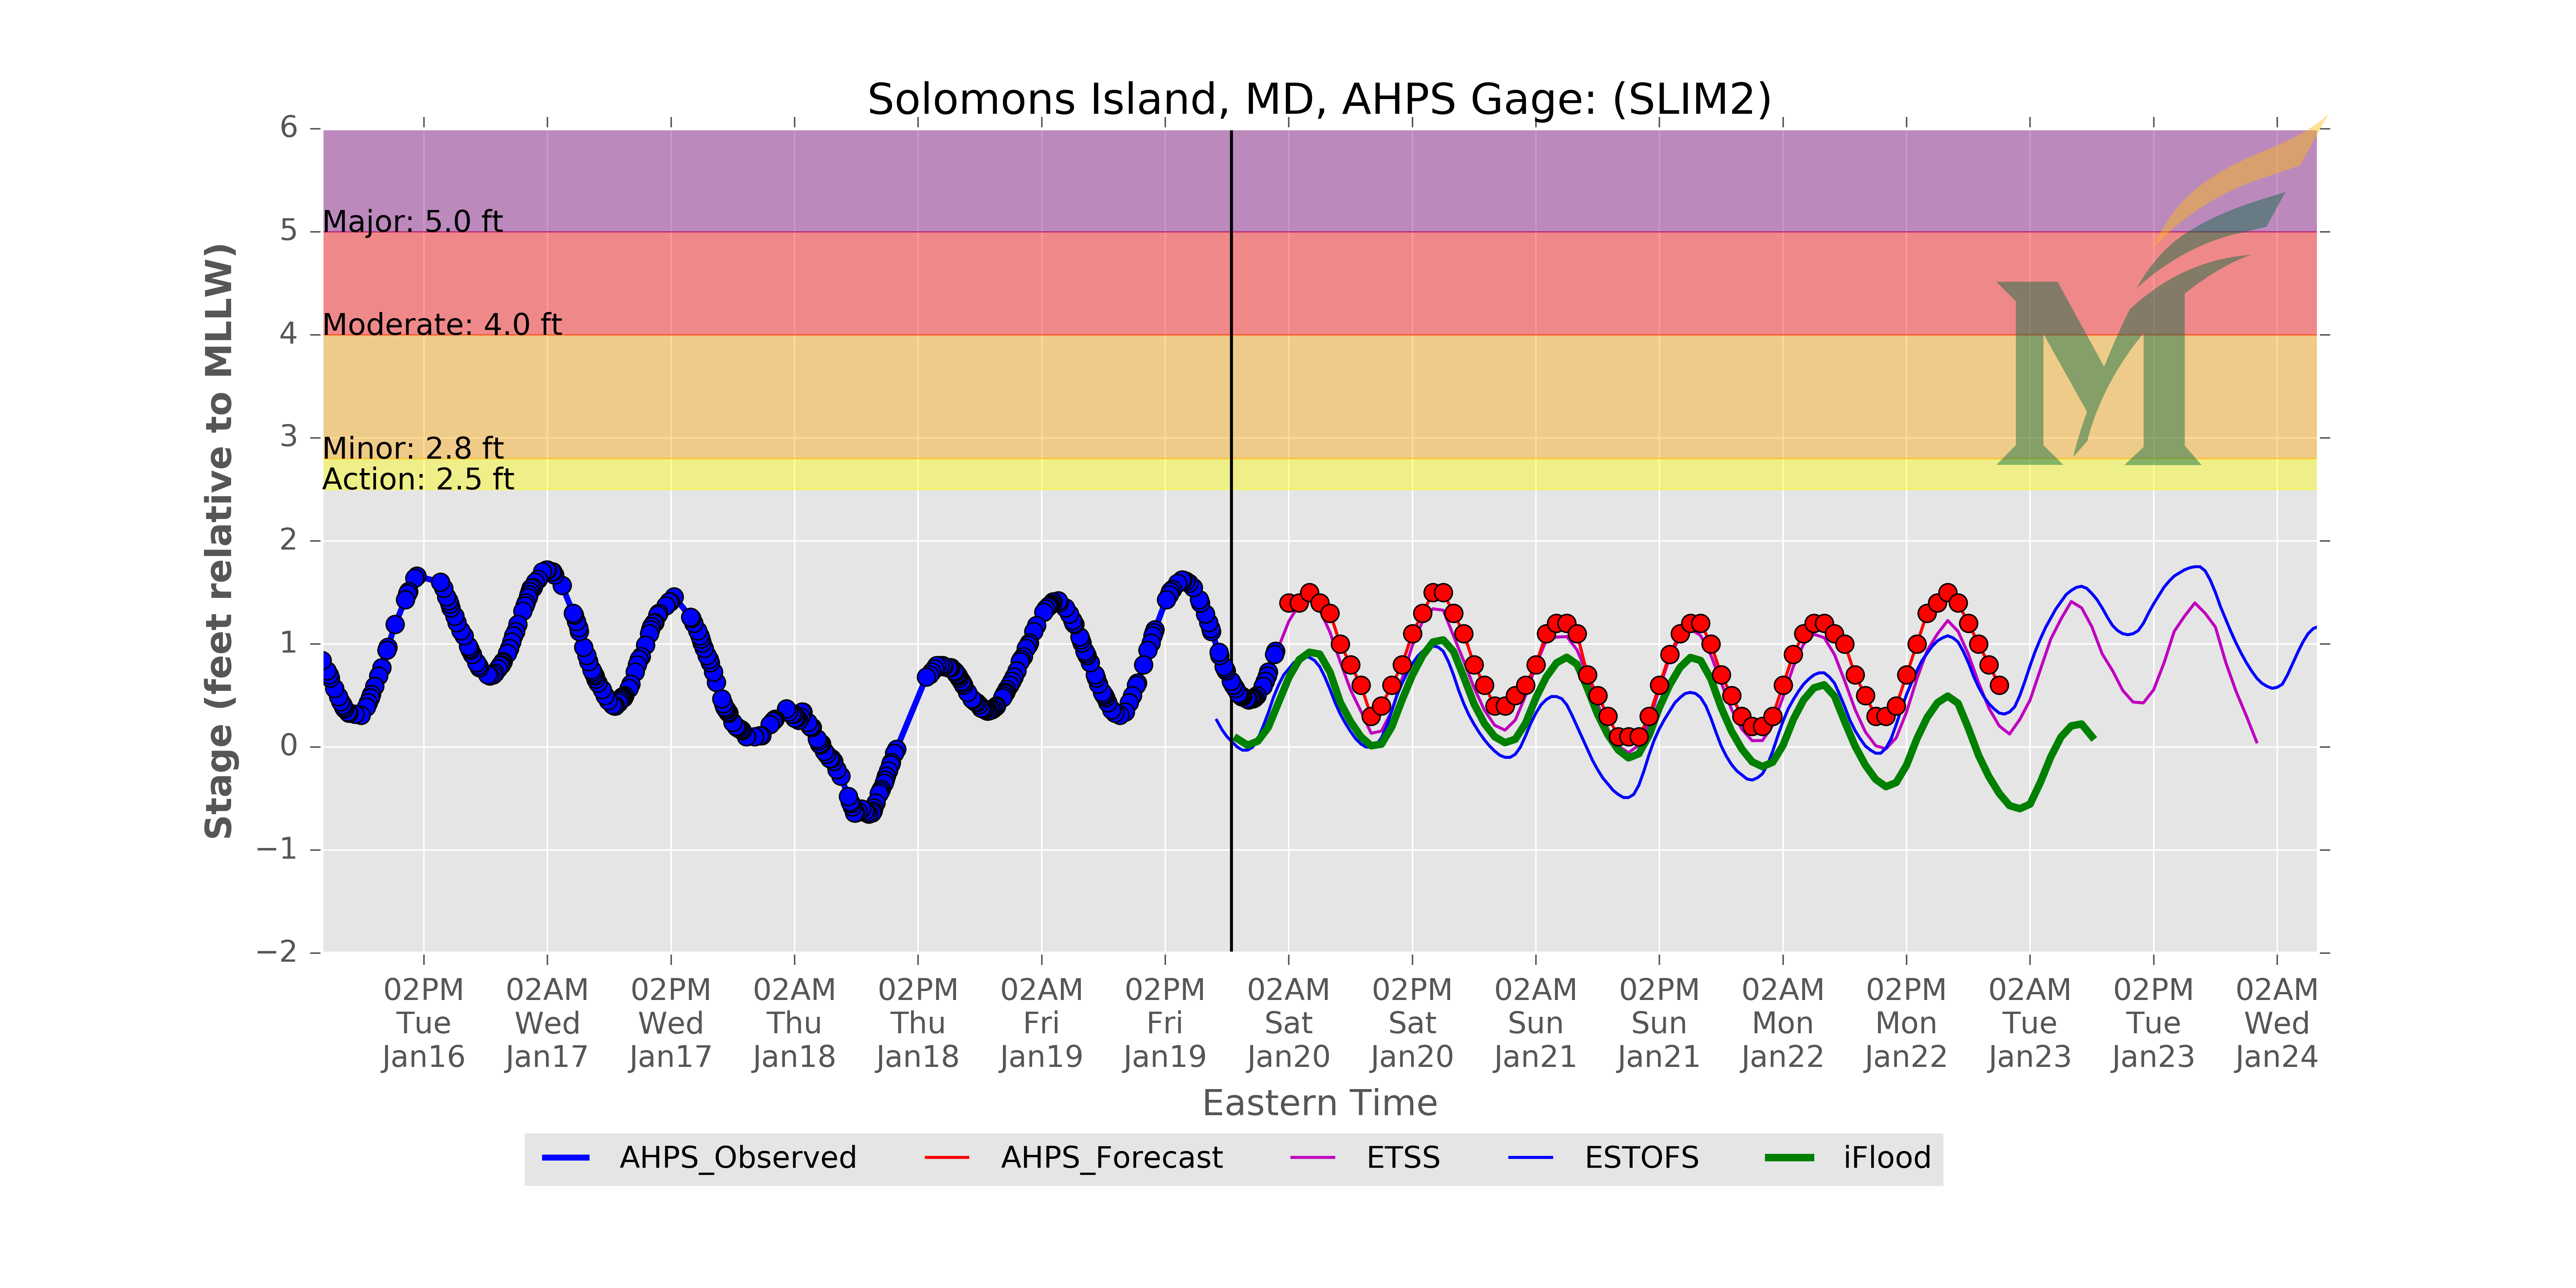 Solomons Island, MD, AHPS Gage: (SLIM2)
Stage (feet relative to MLLW)
6
5
4
3
2
1
0
−1
−2
Major: 5.0 ft
Moderate: 4.0 ft
Minor: 2.8 ft
Action: 2.5 ft
M
02PM 02AM 02PM 02AM 02PM 02AM 02PM 02AM 02PM 02AM 02PM 02AM 02PM 02AM 02PM 02AM
Tue Wed Wed Thu Thu Fri Fri Sat Sat Sun Sun Mon Mon Tue Tue Wed
Jan16 Jan17 Jan17 Jan18 Jan18 Jan19 Jan19 Jan20 Jan20 Jan21 Jan21 Jan22 Jan22 Jan23 Jan23 Jan24
Eastern Time
AHPS_Observed AHPS_Forecast ETSS ESTOFS iFlood